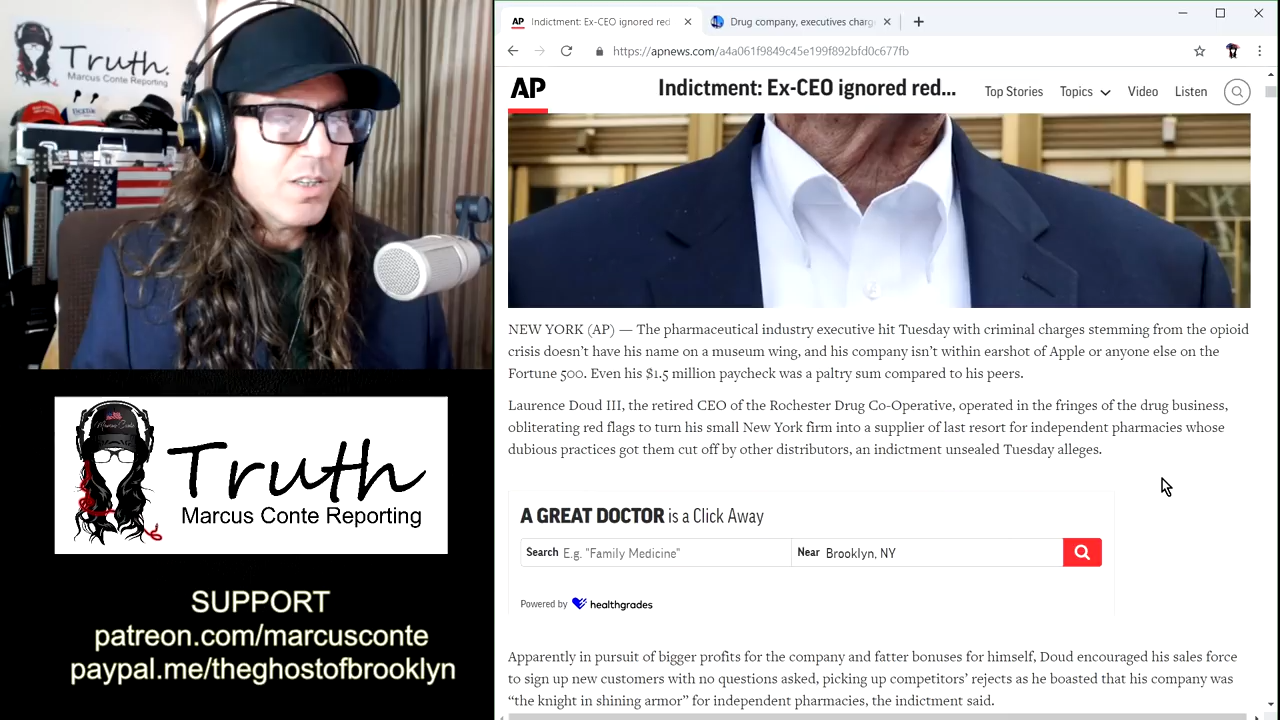 Truth.
Marcus Conte Reporting
Truth
Marcus Conte Reporting
SUPPORT
patreon.com/marcusconte
paypal.me/theghostofbrooklyn
AP Indictment: Ex-CEO ignored red
Drug company, executives charg
https://apnews.com/a4a061f9849c45e199f892bfd0c677fb
AP
Indictment: Ex-CEO ignored red...
Top Stories Topics Video Listen
NEW YORK (AP) — The pharmaceutical industry executive hit Tuesday with criminal charges stemming from the opioid
crisis doesn’t have his name on a museum wing, and his company isn’t within earshot of Apple or anyone else on the
Fortune 500. Even his $1.5 million paycheck was a paltry sum compared to his peers.
Laurence Doud III, the retired CEO of the Rochester Drug Co-Operative, operated in the fringes of the drug business,
obliterating red flags to turn his small New York firm into a supplier of last resort for independent pharmacies whose
dubious practices got them cut off by other distributors, an indictment unsealed Tuesday alleges.
A GREAT DOCTOR is a Click Away
Search E.g. "Family Medicine" Near Brooklyn, NY
Powered by healthgrades
Apparently in pursuit of bigger profits for the company and fatter bonuses for himself, Doud encouraged his sales force
to sign up new customers with no questions asked, picking up competitors’ rejects as he boasted that his company was
“the knight in shining armor” for independent pharmacies, the indictment said.